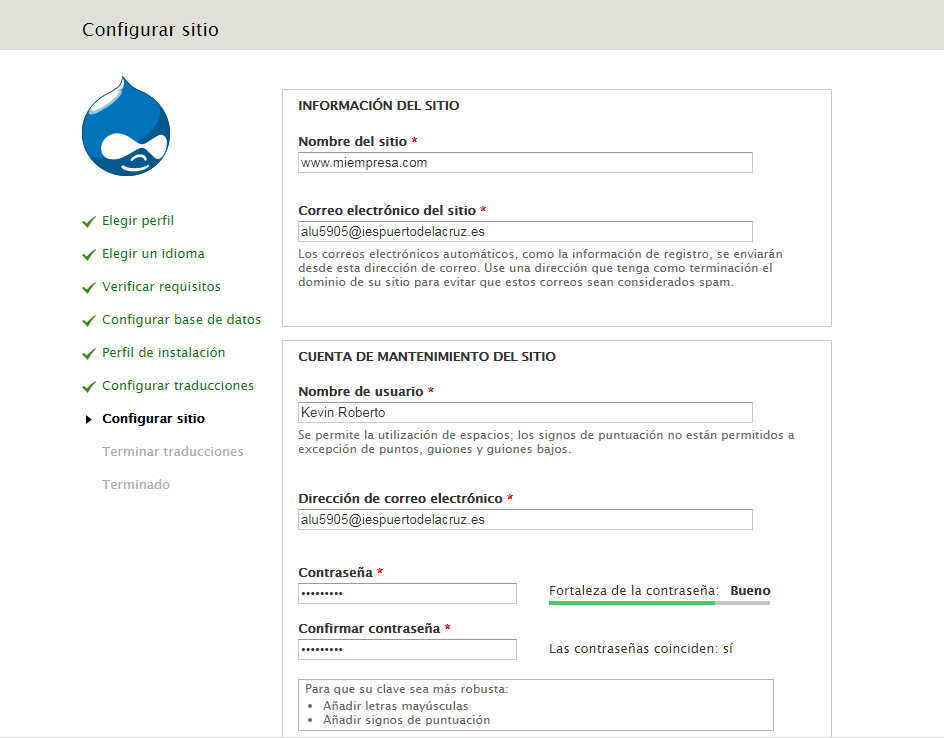 Configurar sitio
Elegir perfil
Elegir un idioma
Verificar requisitos
Configurar base de datos
Perfil de instalación
Configurar traducciones
Configurar sitio
Terminar traducciones
Terminado
INFORMACIÓN DEL SITIO
Nombre del sitio *
www.miempresa.com
Correo electrónico del sitio *
alu5905@iespuertodelacruz.es
Los correos electrónicos automáticos, como la información de registro, se enviarán
desde esta dirección de correo. Use una dirección que tenga como terminación el
dominio de su sitio para evitar que estos correos sean considerados spam.
CUENTA DE MANTENIMIENTO DEL SITIO
Nombre de usuario *
Kevin Roberto
Se permite la utilización de espacios; los signos de puntuación no están permitidos a
excepción de puntos, guiones y guiones bajos.
Dirección de correo electrónico *
alu5905@iespuertodelacruz.es
Contraseña *
•••••••••
Fortaleza de la contraseña: Bueno
Confirmar contraseña *
•••••••••
Las contraseñas coinciden: sí
Para que su clave sea más robusta:
• Añadir letras mayúsculas
• Añadir signos de puntuación